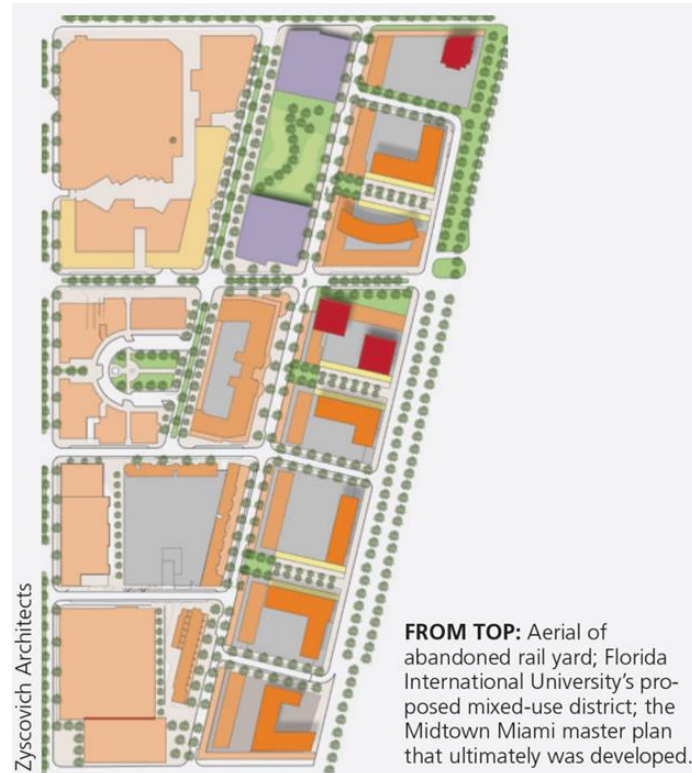 Zyscovich Architects
FROM TOP: Aerial of
abandoned rail yard; Florida
International University's pro-
posed mixed-use district; the
Midtown Miami master plan
that ultimately was developed.